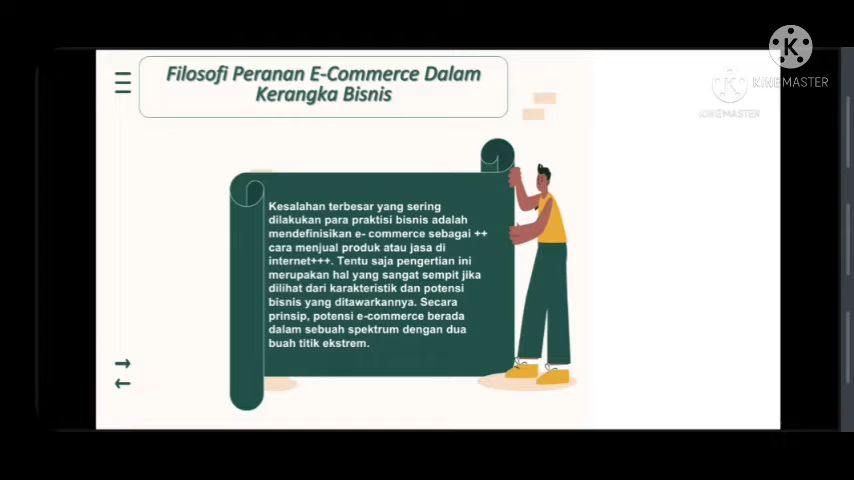 Filosofi Peranan E-Commerce Dalam
Kerangka Bisnis
KINEMASTER
KINEMASTER
Kesalahan terbesar yang sering
dilakukan para praktisi bisnis adalah
mendefinisikan e- commerce sebagai ++
cara menjual produk atau jasa di
internet+++. Tentu saja pengertian ini
merupakan hal yang sangat sempit jika
dilihat dari karakteristik dan potensi
bisnis yang ditawarkannya. Secara
prinsip, potensi e-commerce berada
dalam sebuah spektrum dengan dua
buah titik ekstrem.